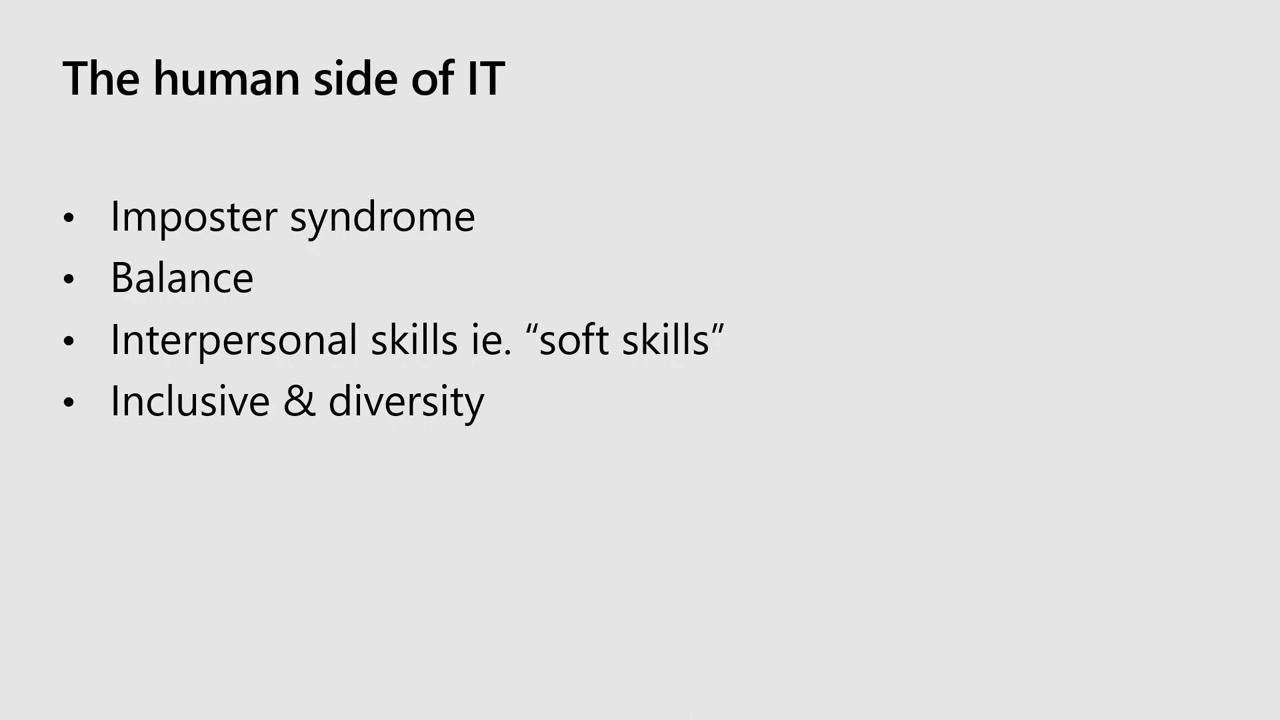 The human side of IT
• Imposter syndrome
• Balance
• Interpersonal skills ie. “soft skills”
• Inclusive & diversity